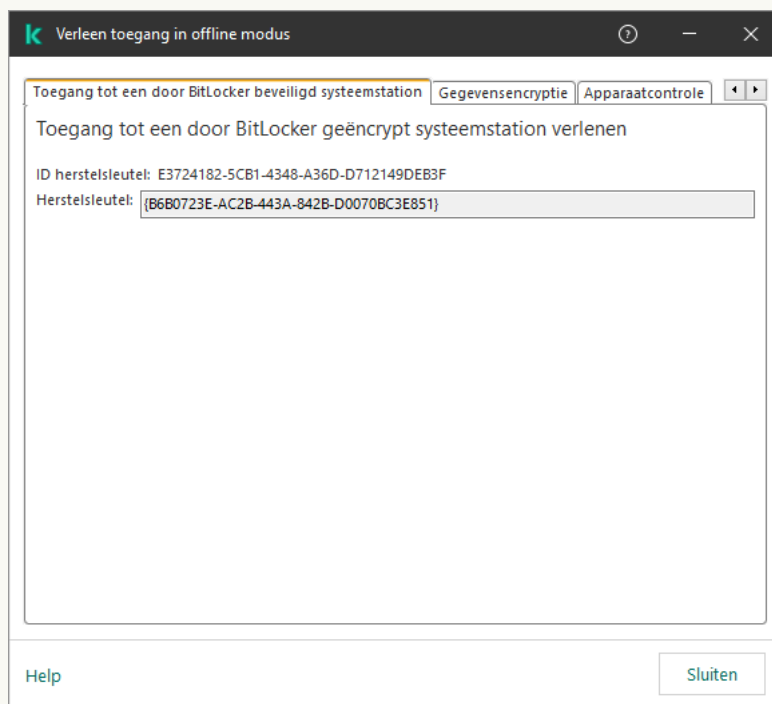 Verleen toegang in offline modus
Toegang tot een door BitLocker beveiligd systeemstation Gegevensencryptie Apparaatcontrole
Toegang tot een door BitLocker geëncrypt systeemstation verlenen
ID herstelsleutel: E3724182-5CB1-4348-A36D-D712149DEB3F
Herstelsleutel: {B6B0723E-AC2B-443A-842B-D0070BC3E851}
Help Sluiten